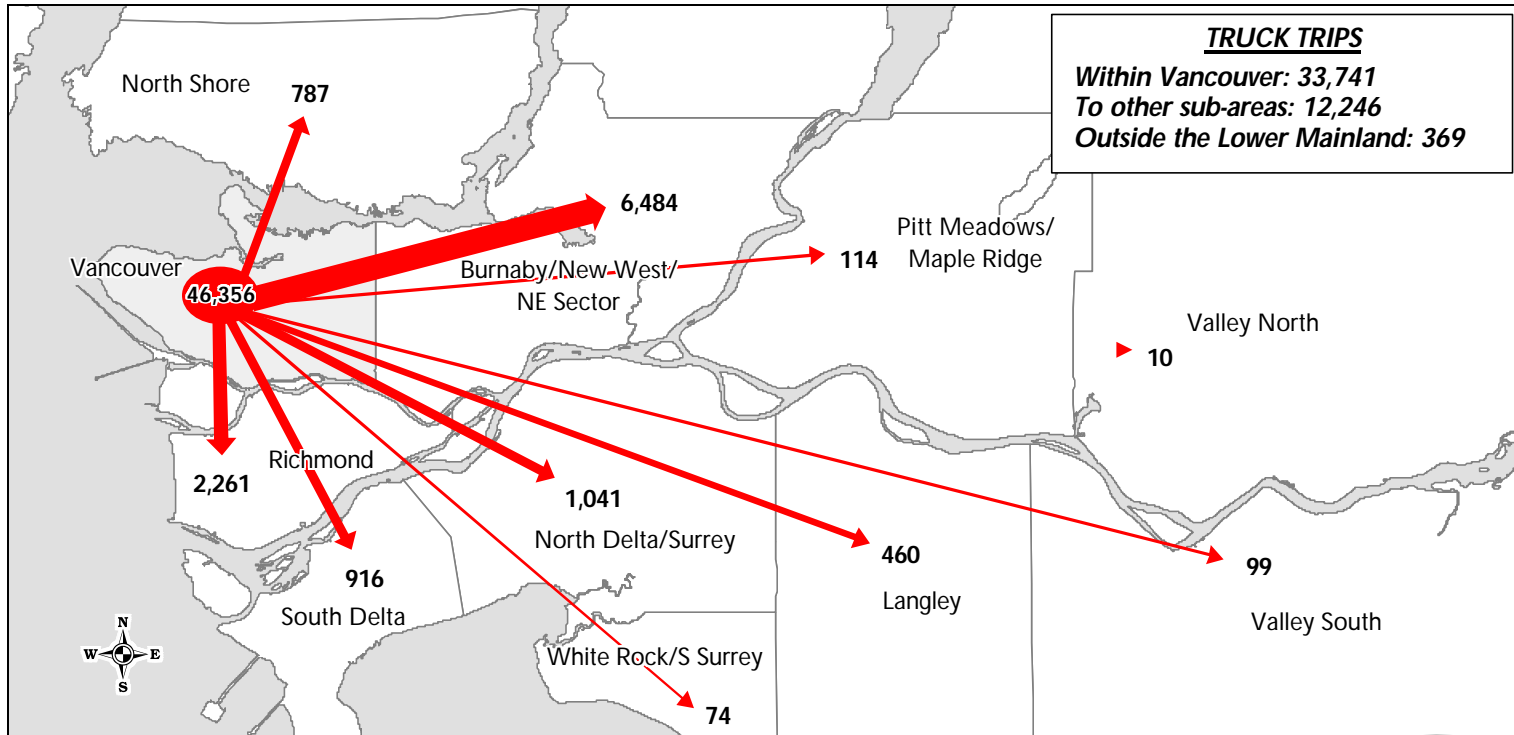 TRUCK TRIPS
Within Vancouver: 33,741
To other sub-areas: 12,246
Outside the Lower Mainland: 369
North Shore
787
6,484
Pitt Meadows/
Maple Ridge
114
Vancouver
46,356
Burnaby/New West/
NE Sector
Valley North
10
Richmond
2,261
1,041
North Delta/Surrey
460
Langley
99
Valley South
916
South Delta
White Rock/S Surrey
74
N
W
E
S